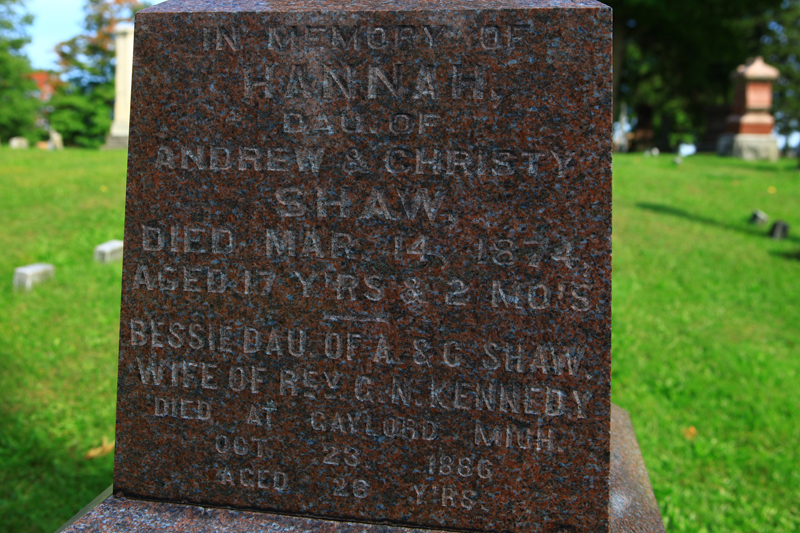 IN MEMORY OF
HANNAH,
DAU. OF
ANDREW & CHRISTY
SHAW,
DIED MAR. 14, 1874,
AGED 17 Y'RS & 2 MO'S.
BESSIE DAU. OF A. & C. SHAW.
WIFE OF REV. G. N. KENNEDY
DIED AT GAYLORD MICH.
OCT. 23 1886
AGED 26 Y'RS.